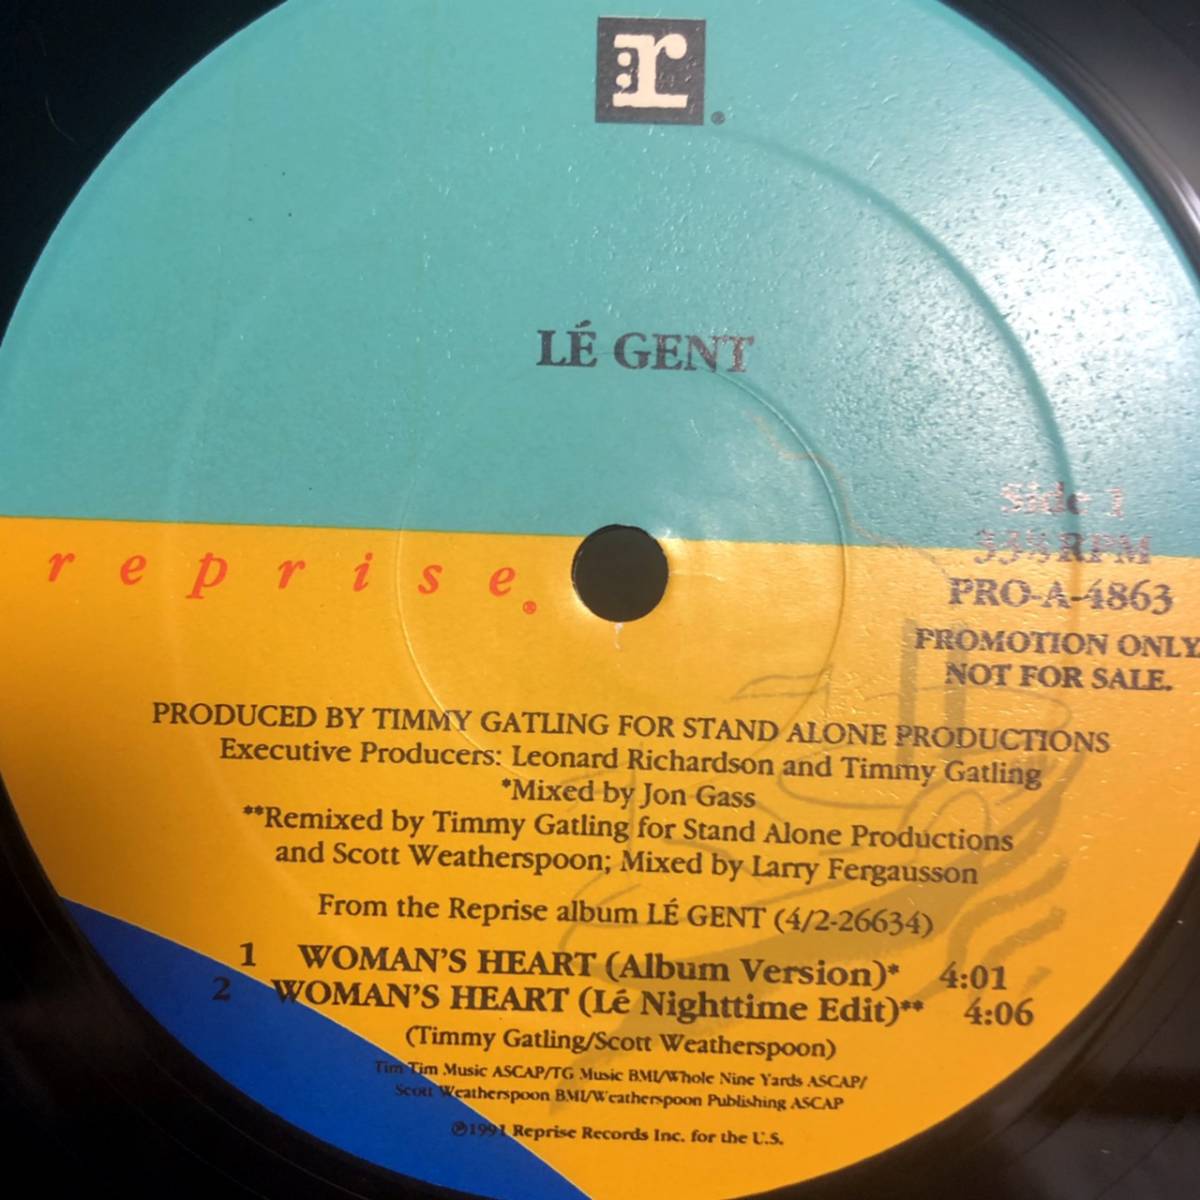 :r
®
LÉ GENT
Side 1
33⅓ RPM
reprise®
PRO-A-4863
PROMOTION ONLY
NOT FOR SALE.
PRODUCED BY TIMMY GATLING FOR STAND ALONE PRODUCTIONS
Executive Producers: Leonard Richardson and Timmy Gatling
*Mixed by Jon Gass
**Remixed by Timmy Gatling for Stand Alone Productions
and Scott Weatherspoon; Mixed by Larry Fergausson
From the Reprise album LÉ GENT (4/2-26634)
1 WOMAN'S HEART (Album Version)* 4:01
2 WOMAN'S HEART (Lé Nighttime Edit)** 4:06
(Timmy Gatling/Scott Weatherspoon)
Tim Tim Music ASCAP/TG Music BMI/Whole Nine Yards ASCAP/
Scott Weatherspoon BMI/Weatherspoon Publishing ASCAP
℗1991 Reprise Records Inc. for the U.S.